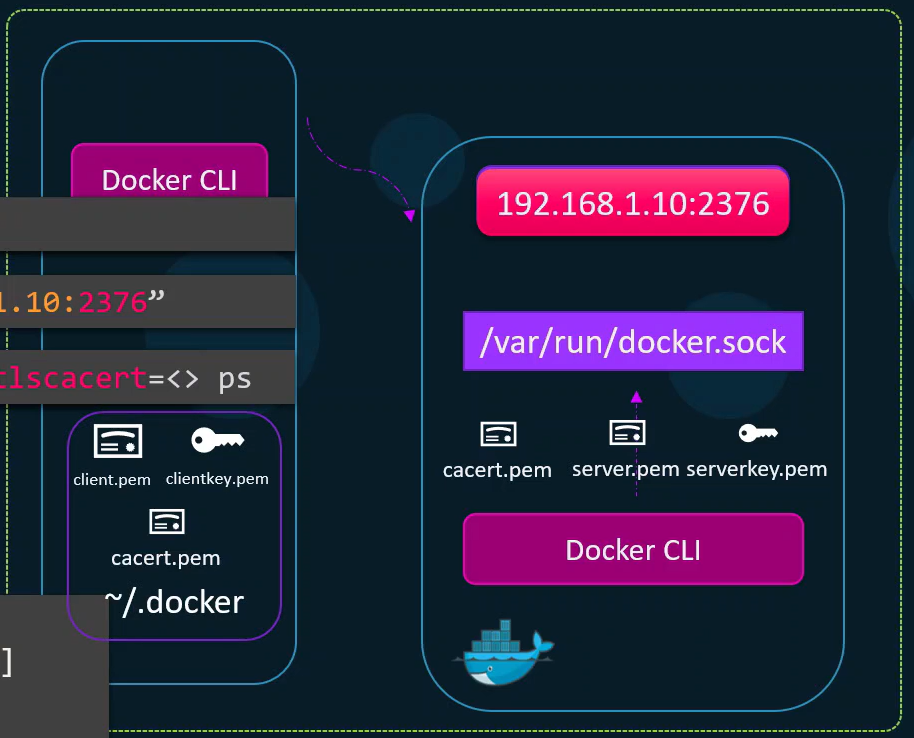 Docker CLI
1.10:2376”
tlscacert=<> ps
client.pem clientkey.pem
cacert.pem
~/.docker
]
192.168.1.10:2376
/var/run/docker.sock
cacert.pem server.pem serverkey.pem
Docker CLI